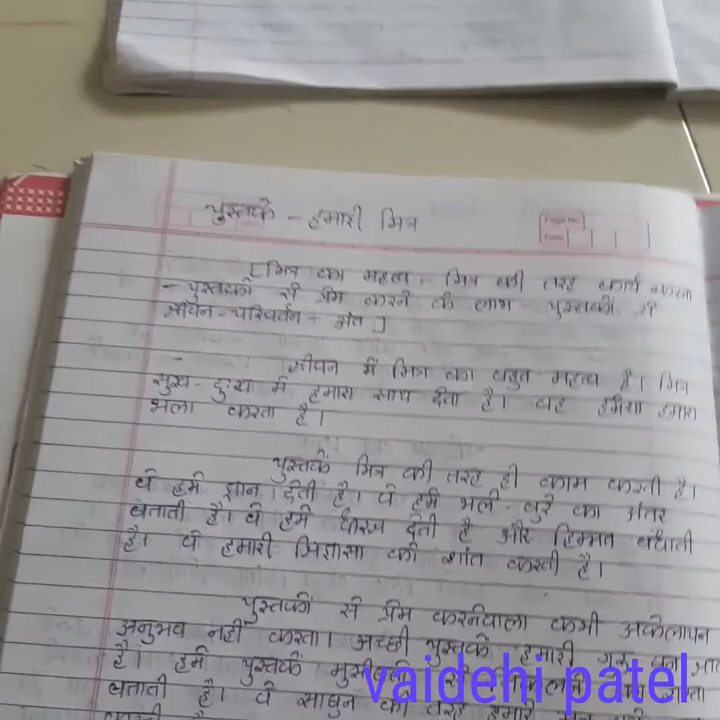 पुस्तकें - हमारी मित्र
[ मित्र का महत्व - मित्र की तरह कार्य करना
- पुस्तकों से प्रेम करने के लाभ - पुस्तकों से
जीवन-परिवर्तन - अंत ]
जीवन में मित्र का बहुत महत्व है। मित्र
सुख-दुःख में हमारा साथ देता है। वह हमेशा हमारा
भला करता है।
पुस्तकें मित्र की तरह ही काम करती है।
वे हमें ज्ञान देती है। वे हमें भले-बुरे का अंतर
बताती है। वे हमें धीरज देती है और हिम्मत बंधाती
है। वे हमारी जिज्ञासा को शांत करती है।
पुस्तकों से प्रेम करनेवाला कभी अकेलापन
अनुभव नहीं करता। अच्छी पुस्तकें हमारी गुरु बन
है। हमें पुस्तकें
बताती है। वे साबुन की तरह हमारे
vaidehi patel